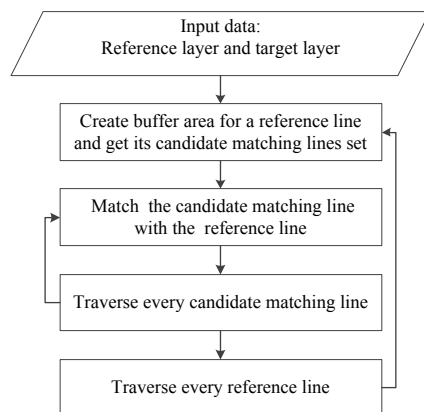 Input data:
Reference layer and target layer
Create buffer area for a reference line
and get its candidate matching lines set
Match the candidate matching line
with the reference line
Traverse every candidate matching line
Traverse every reference line